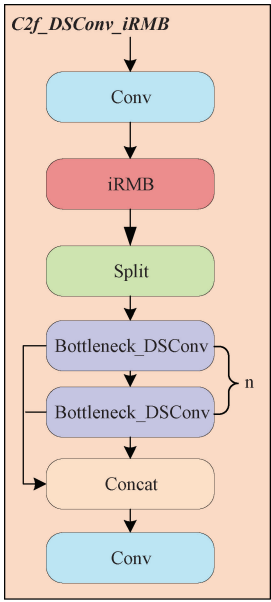 C2f_DSConv_iRMB
Conv
iRMB
Split
Bottleneck_DSConv
Bottleneck_DSConv
n
Concat
Conv